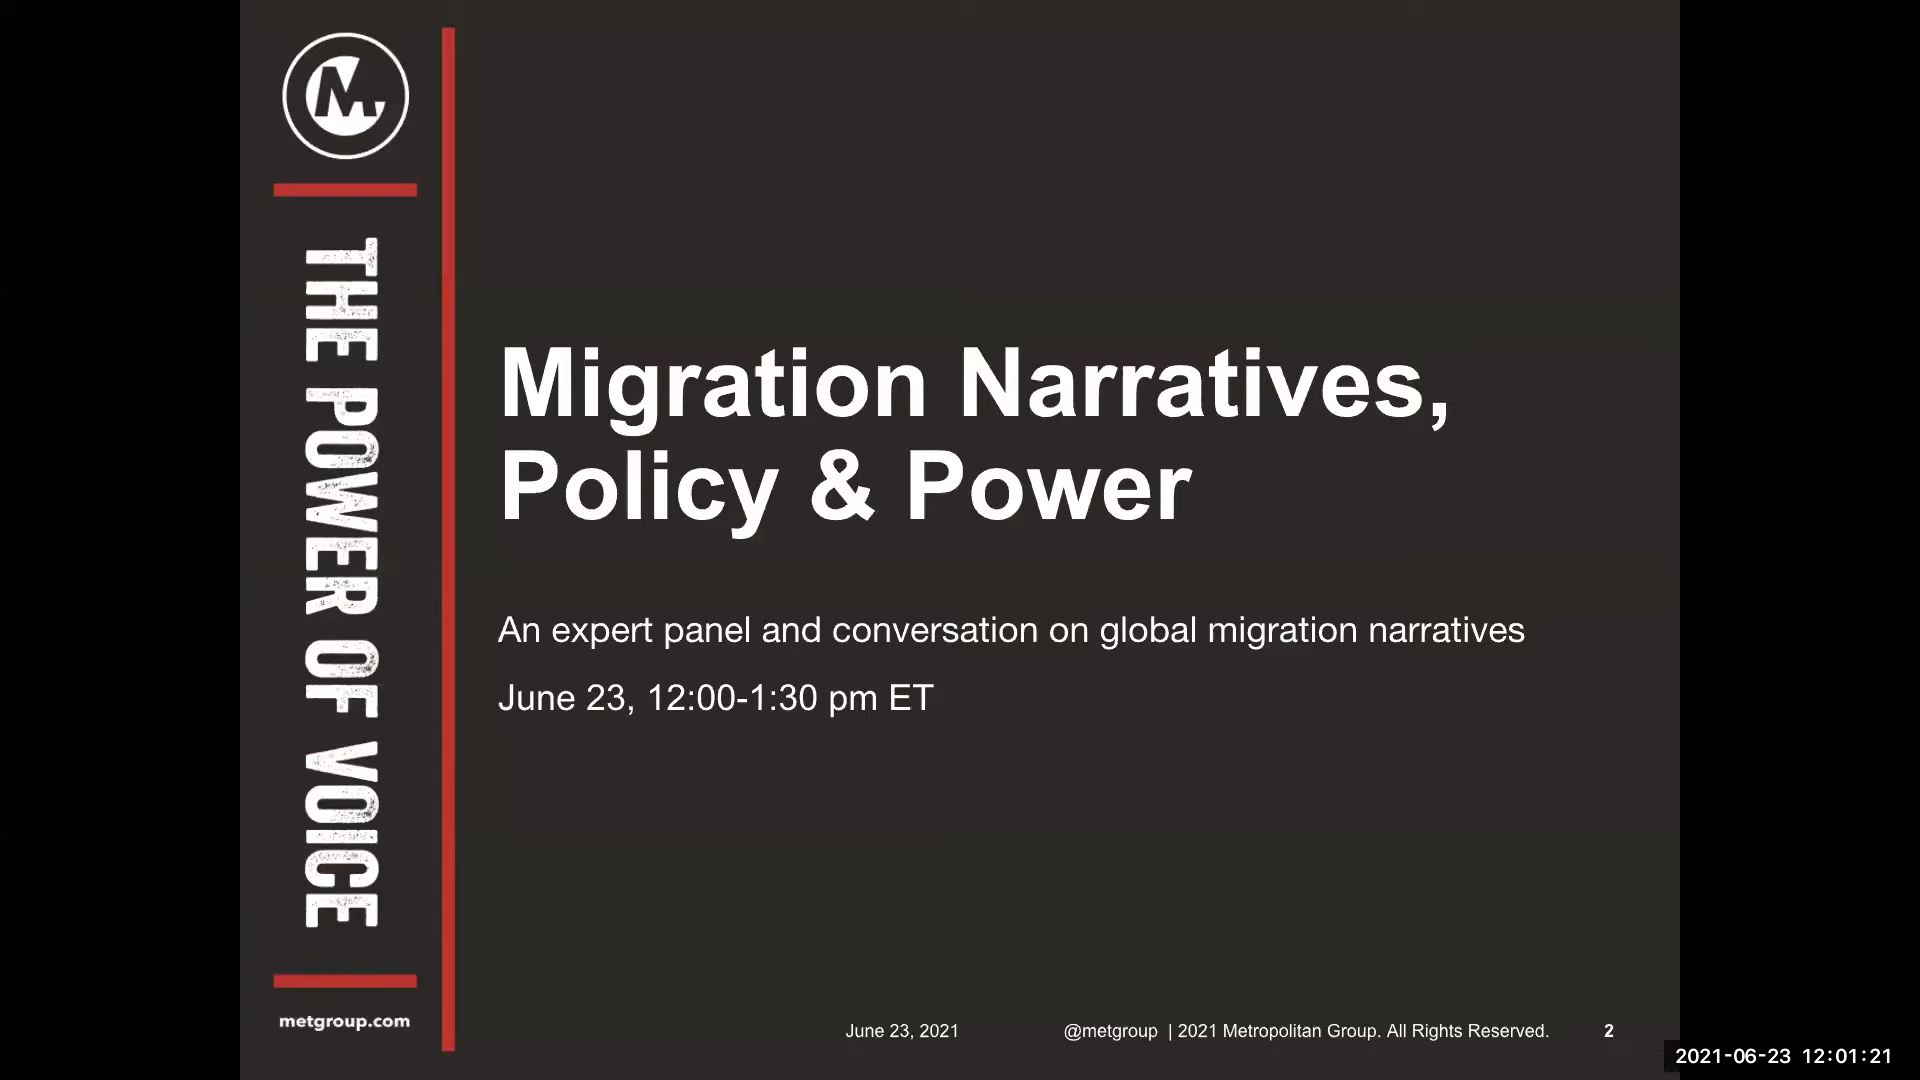 M
THE POWER OF VOICE
metgroup.com
Migration Narratives,
Policy & Power
An expert panel and conversation on global migration narratives
June 23, 12:00-1:30 pm ET
June 23, 2021
@metgroup | 2021 Metropolitan Group. All Rights Reserved.
2
2021-06-23 12:01:21